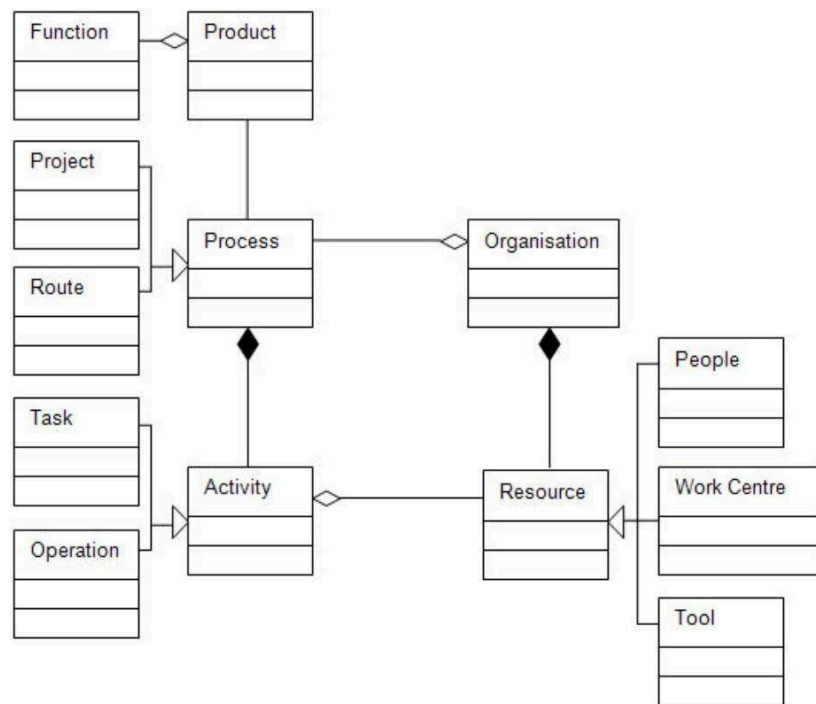 Function
Product
Project
Process
Organisation
Route
People
Task
Activity
Resource
Work Centre
Operation
Tool